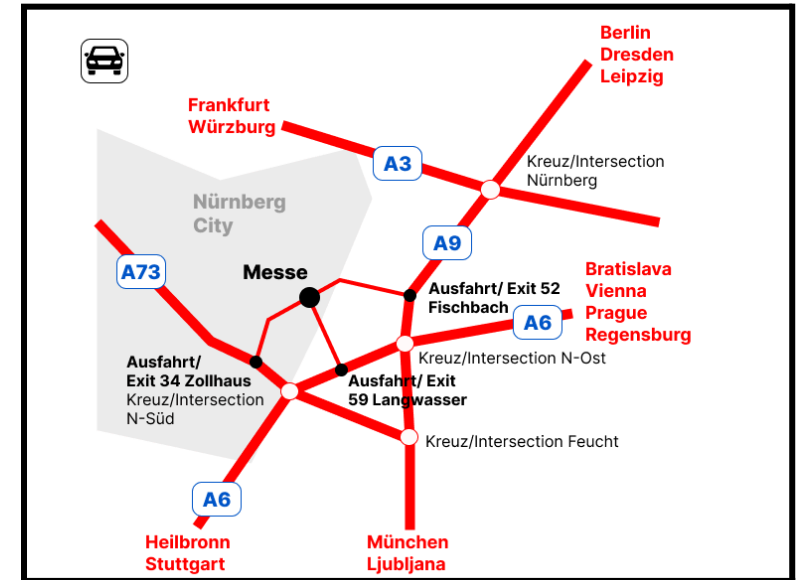 Berlin
Dresden
Leipzig
Frankfurt
Würzburg
A3
Kreuz/Intersection
Nürnberg
Nürnberg
City
A9
A73
Messe
Bratislava
Vienna
Prague
Regensburg
Ausfahrt/ Exit 52
Fischbach
A6
Kreuz/Intersection N-Ost
Ausfahrt/
Exit 34 Zollhaus
Kreuz/Intersection
N-Süd
Ausfahrt/ Exit
59 Langwasser
Kreuz/Intersection Feucht
A6
Heilbronn
Stuttgart
München
Ljubljana